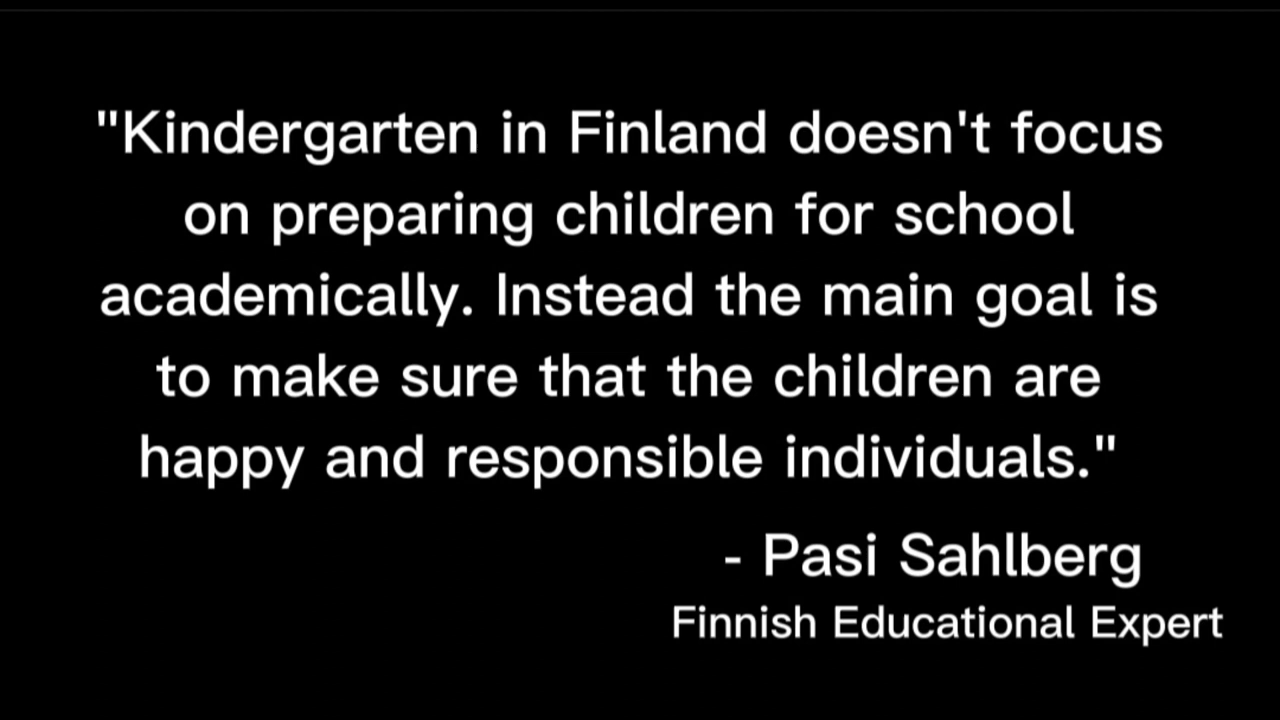 "Kindergarten in Finland doesn't focus
on preparing children for school
academically. Instead the main goal is
to make sure that the children are
happy and responsible individuals."
- Pasi Sahlberg
Finnish Educational Expert